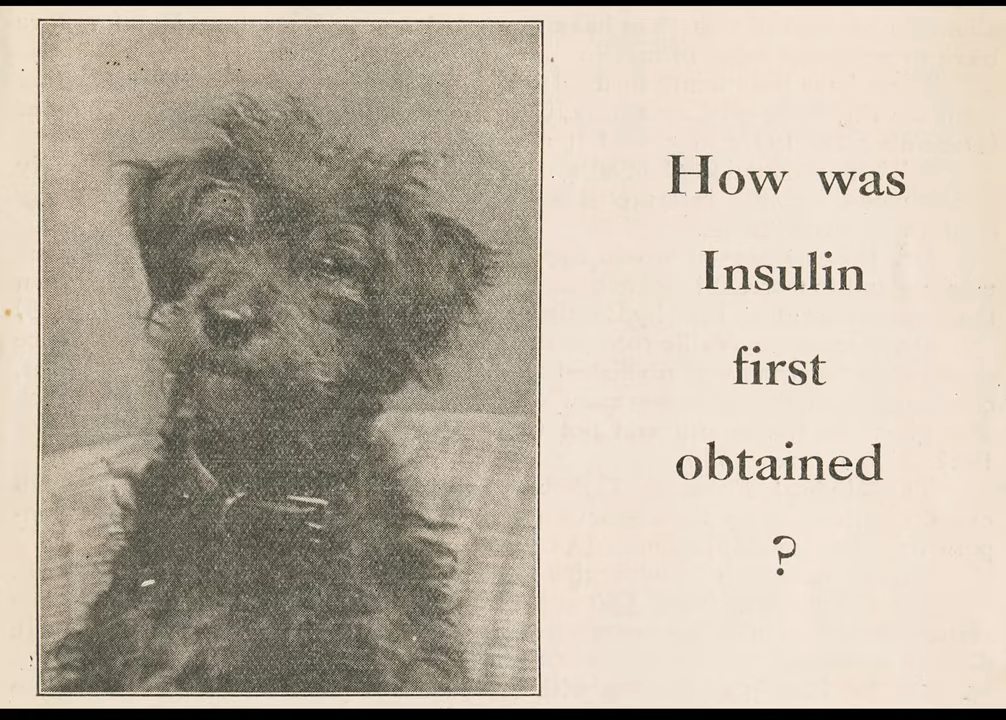 How was
Insulin
first
obtained
?